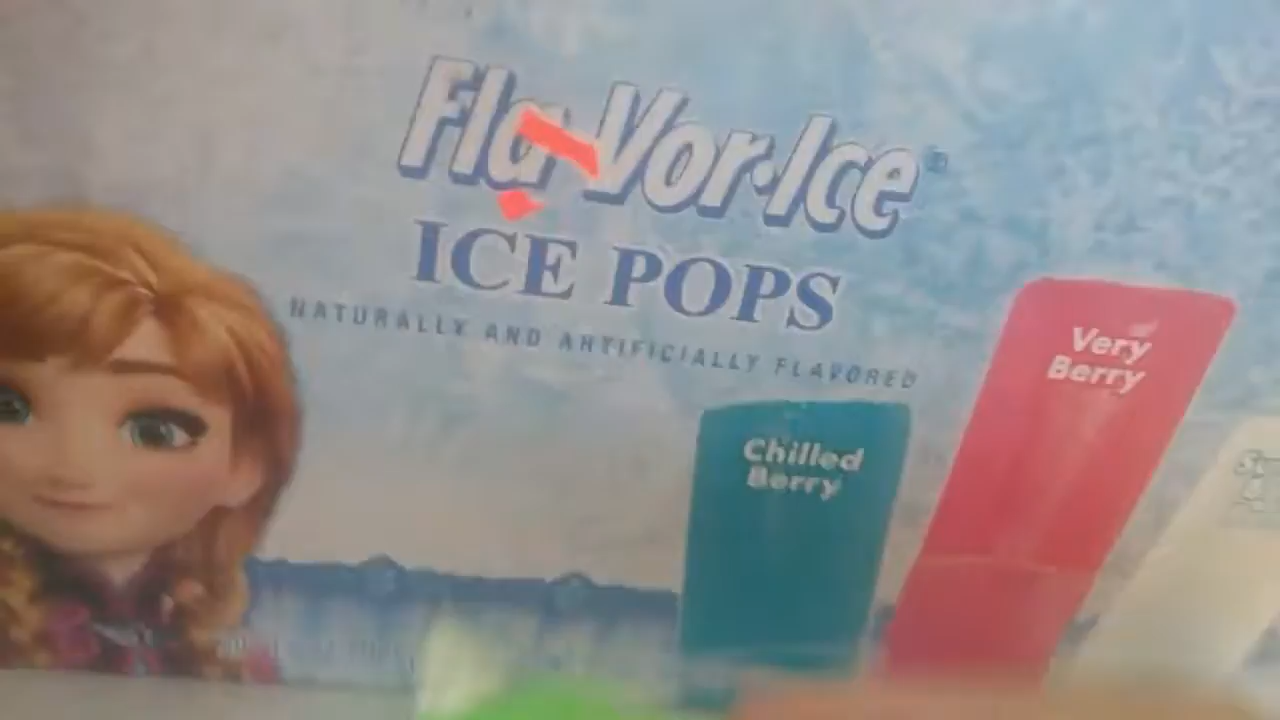 Fla·Vor·Ice®
ICE POPS
NATURALLY AND ARTIFICIALLY FLAVORED
Very
Berry
Chilled
Berry